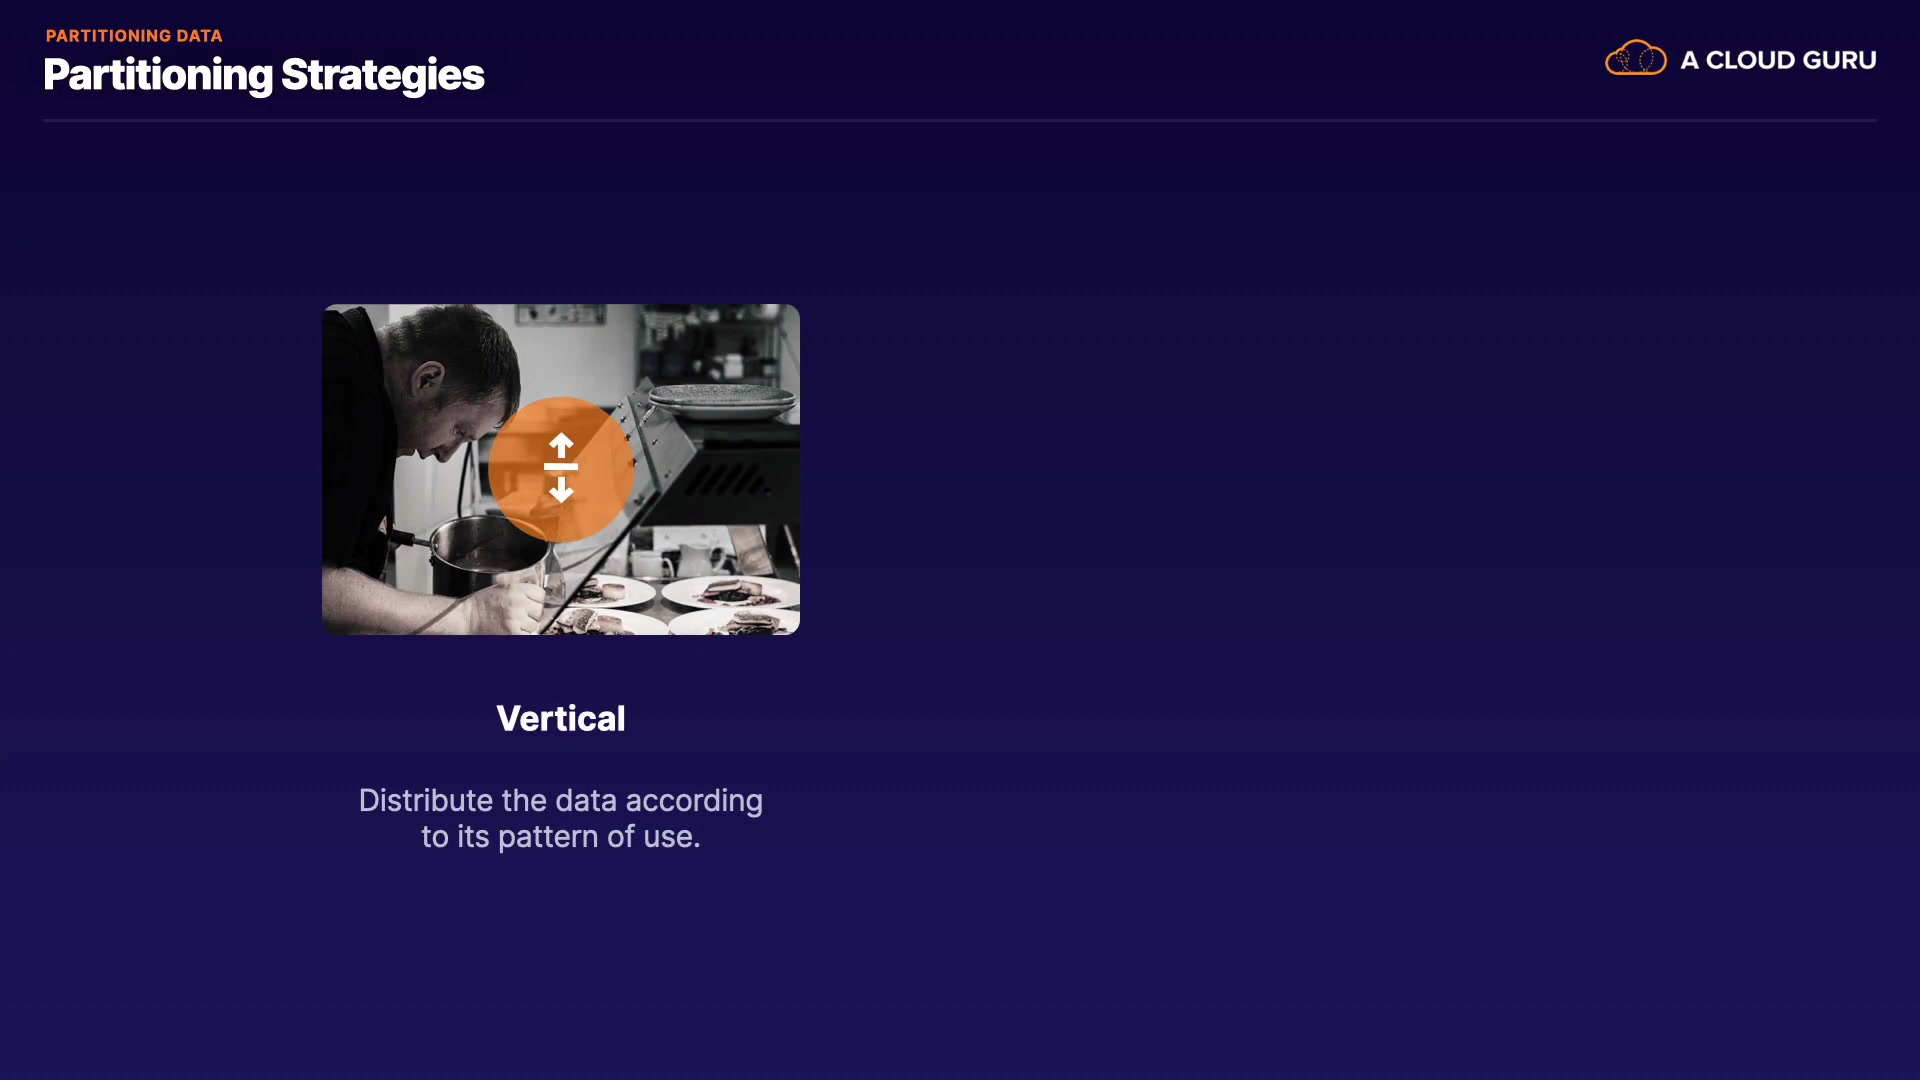 PARTITIONING DATA
Partitioning Strategies
A CLOUD GURU
Vertical
Distribute the data according
to its pattern of use.